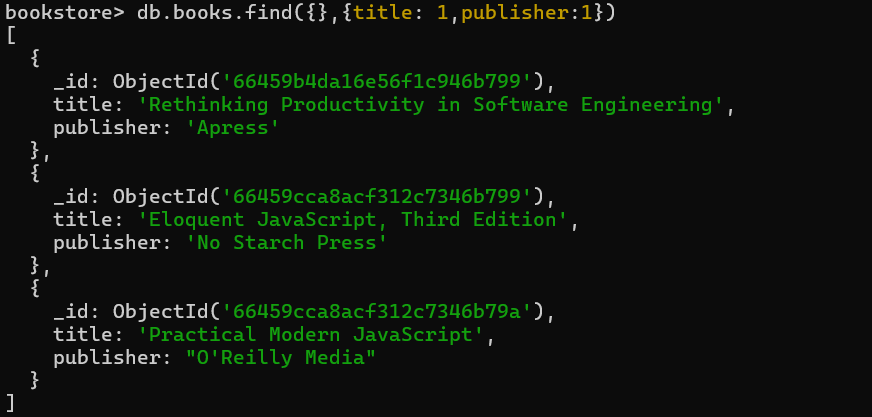 bookstore> db.books.find({},{title: 1,publisher:1})
[
  {
    _id: ObjectId('66459b4da16e56f1c946b799'),
    title: 'Rethinking Productivity in Software Engineering',
    publisher: 'Apress'
  },
  {
    _id: ObjectId('66459cca8acf312c7346b799'),
    title: 'Eloquent JavaScript, Third Edition',
    publisher: 'No Starch Press'
  },
  {
    _id: ObjectId('66459cca8acf312c7346b79a'),
    title: 'Practical Modern JavaScript',
    publisher: "O'Reilly Media"
  }
]